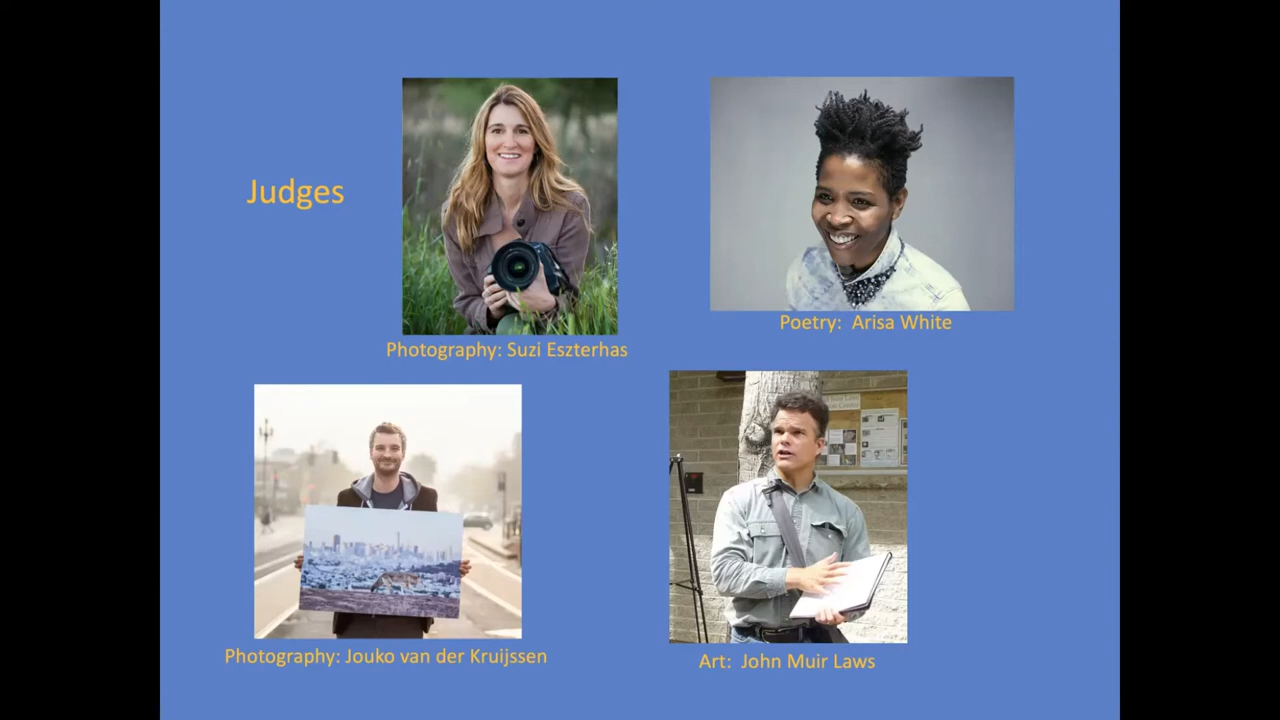 Judges
Photography: Suzi Eszterhas
Poetry: Arisa White
Photography: Jouko van der Kruijssen
Art: John Muir Laws